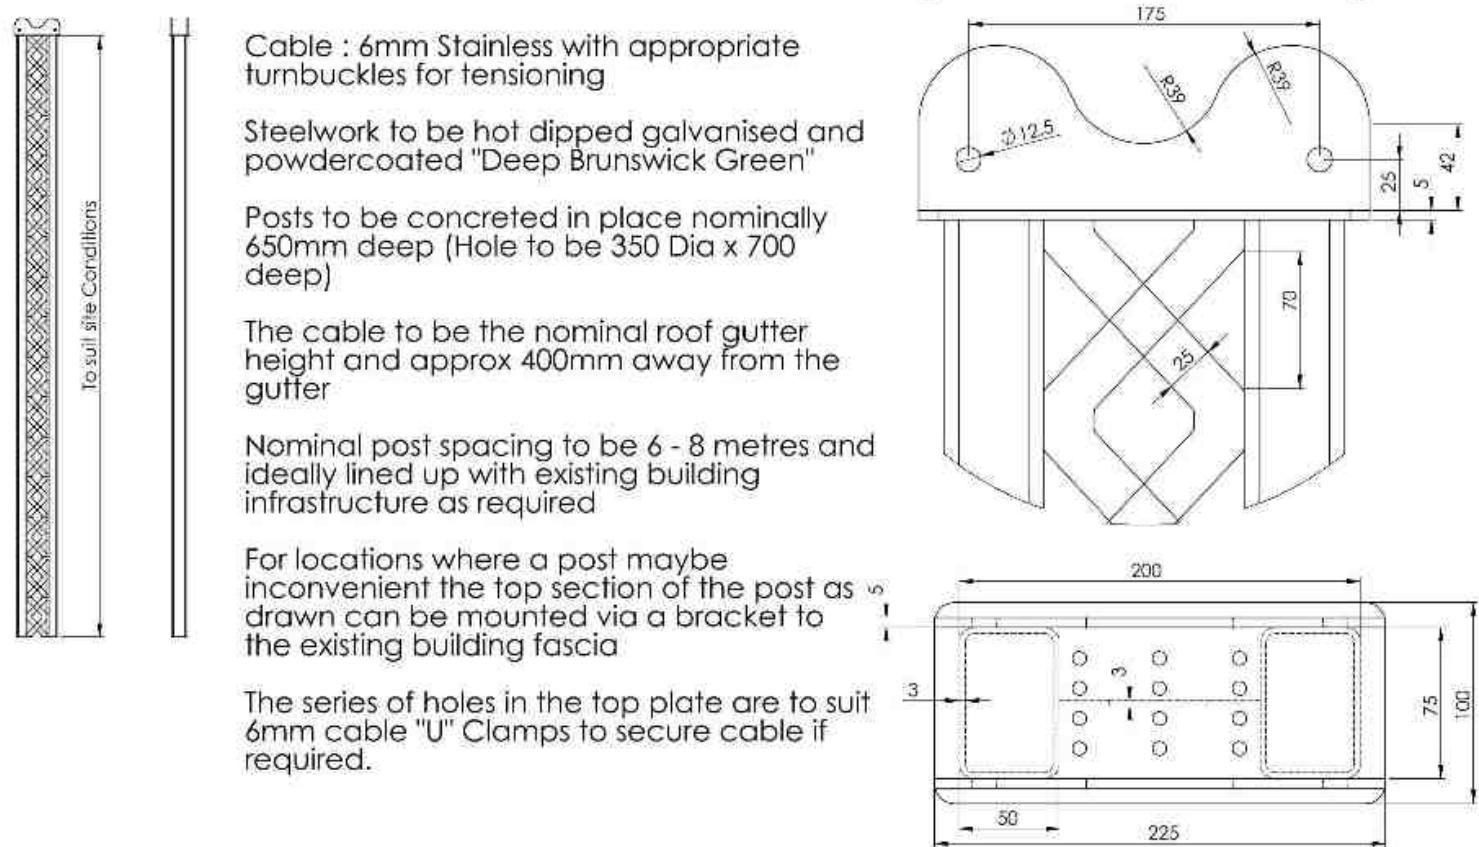 To suit site Conditions
Cable : 6mm Stainless with appropriate
turnbuckles for tensioning
Steelwork to be hot dipped galvanised and
powdercoated "Deep Brunswick Green"
Posts to be concreted in place nominally
650mm deep (Hole to be 350 Dia x 700
deep)
The cable to be the nominal roof gutter
height and approx 400mm away from the
gutter
Nominal post spacing to be 6 - 8 metres and
ideally lined up with existing building
infrastructure as required
For locations where a post maybe
inconvenient the top section of the post as
drawn can be mounted via a bracket to
the existing building fascia
The series of holes in the top plate are to suit
6mm cable "U" Clamps to secure cable if
required.
175
R39
R39
Ø 12.5
42
25
5
70
25
200
5
3
3
75
100
50
225